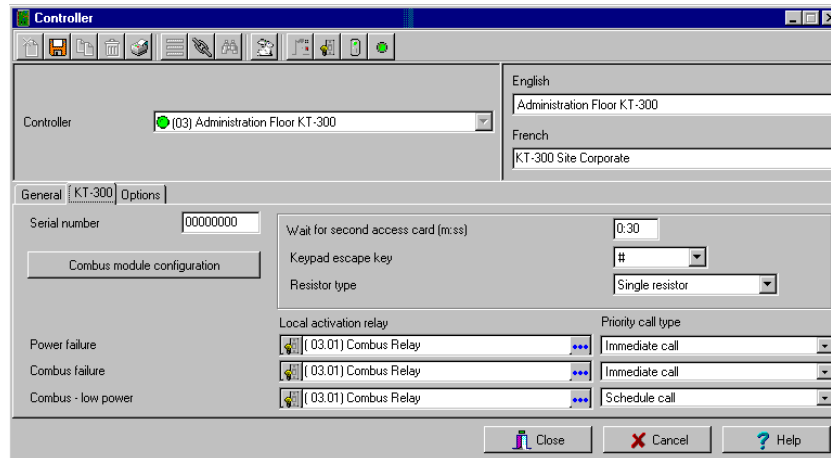 Controller
English
Controller
(03) Administration Floor KT-300
Administration Floor KT-300
French
KT-300 Site Corporate
General KT-300 Options
Serial number 00000000
Wait for second access card (m:ss) 0:30
Combus module configuration
Keypad escape key #
Resistor type Single resistor
Local activation relay Priority call type
Power failure ( 03.01) Combus Relay Immediate call
Combus failure ( 03.01) Combus Relay Immediate call
Combus - low power ( 03.01) Combus Relay Schedule call
Close Cancel ? Help